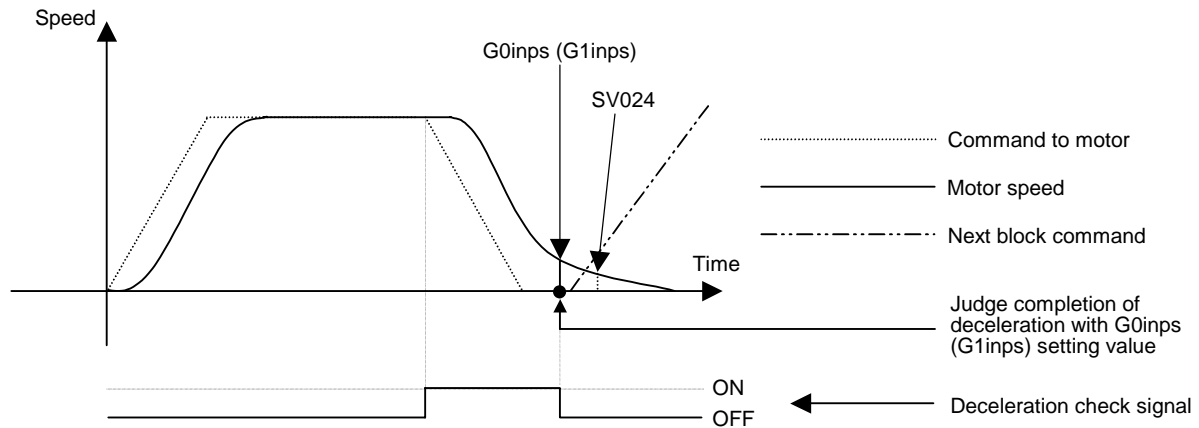 Speed
G0inps (G1inps)
SV024
Command to motor
Motor speed
Next block command
Time
Judge completion of
deceleration with G0inps
(G1inps) setting value
ON
OFF
Deceleration check signal